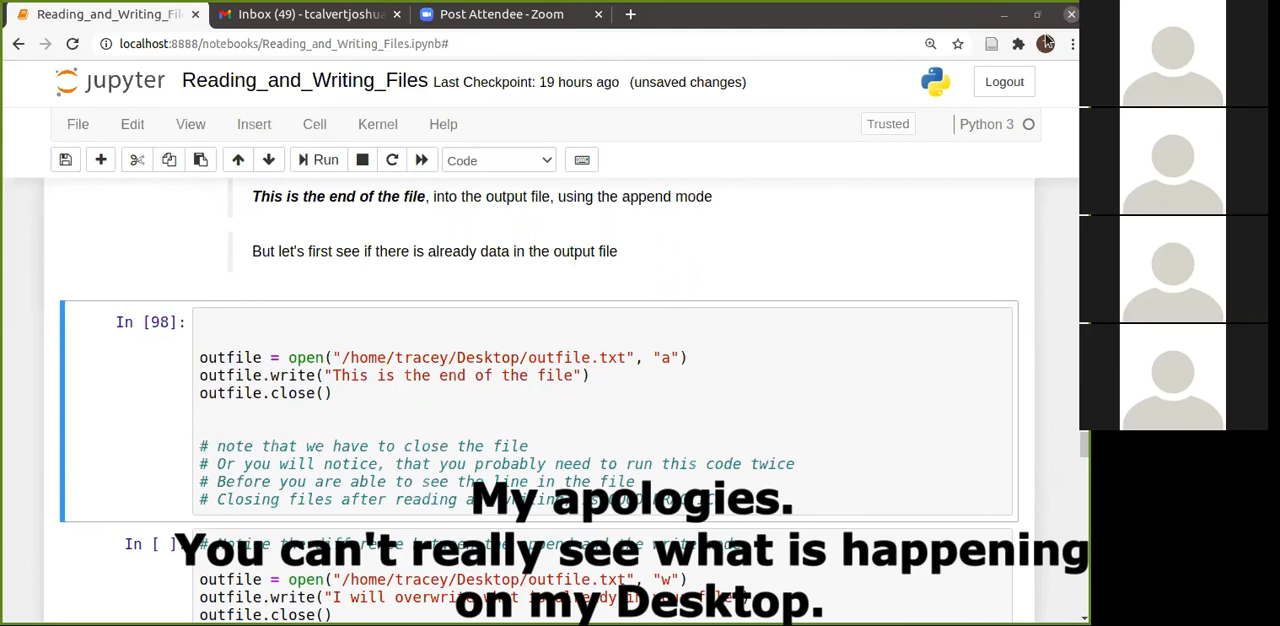 Reading_and_Writing_Fil
Inbox (49) - tcalvertjoshua
Post Attendee - Zoom
localhost:8888/notebooks/Reading_and_Writing_Files.ipynb#
jupyter Reading_and_Writing_Files Last Checkpoint: 19 hours ago (unsaved changes)
Logout
File Edit View Insert Cell Kernel Help
Trusted
Python 3
Run
Code
This is the end of the file, into the output file, using the append mode
But let's first see if there is already data in the output file
In [98]:
outfile = open("/home/tracey/Desktop/outfile.txt", "a")
outfile.write("This is the end of the file")
outfile.close()
# note that we have to close the file
# Or you will notice, that you probably need to run this code twice
# Before you are able to see the line in the file
# Closing files after reading
My apologies.
In [ ]:
You can't really see what is happening
outfile = open("/home/tracey/Desktop/outfile.txt", "w")
outfile.write("I will overwrite what is already in
on my Desktop.
outfile.close()